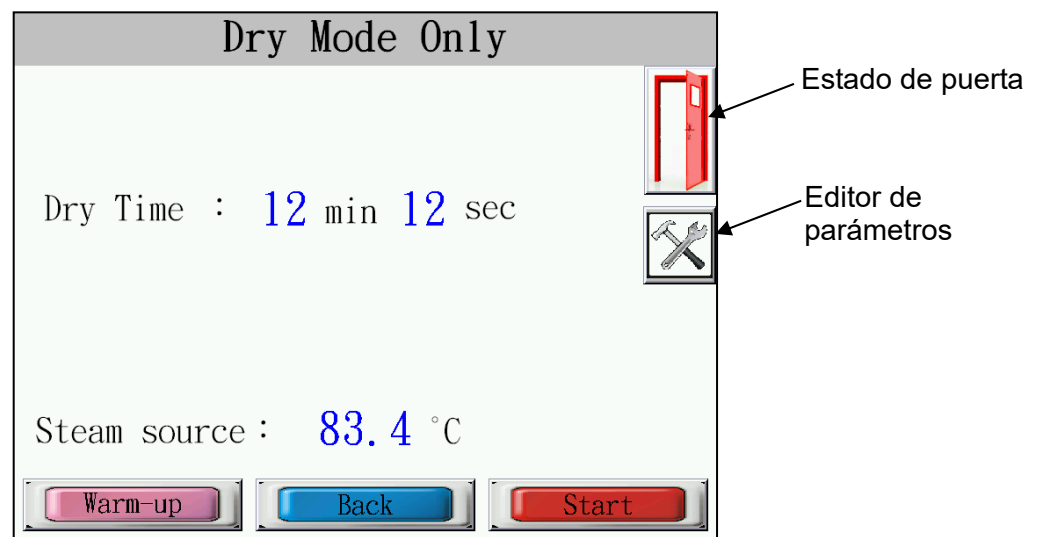 Dry Mode Only
Estado de puerta
Dry Time : 12 min 12 sec
Editor de
parámetros
Steam source: 83.4 °C
Warm-up
Back
Start